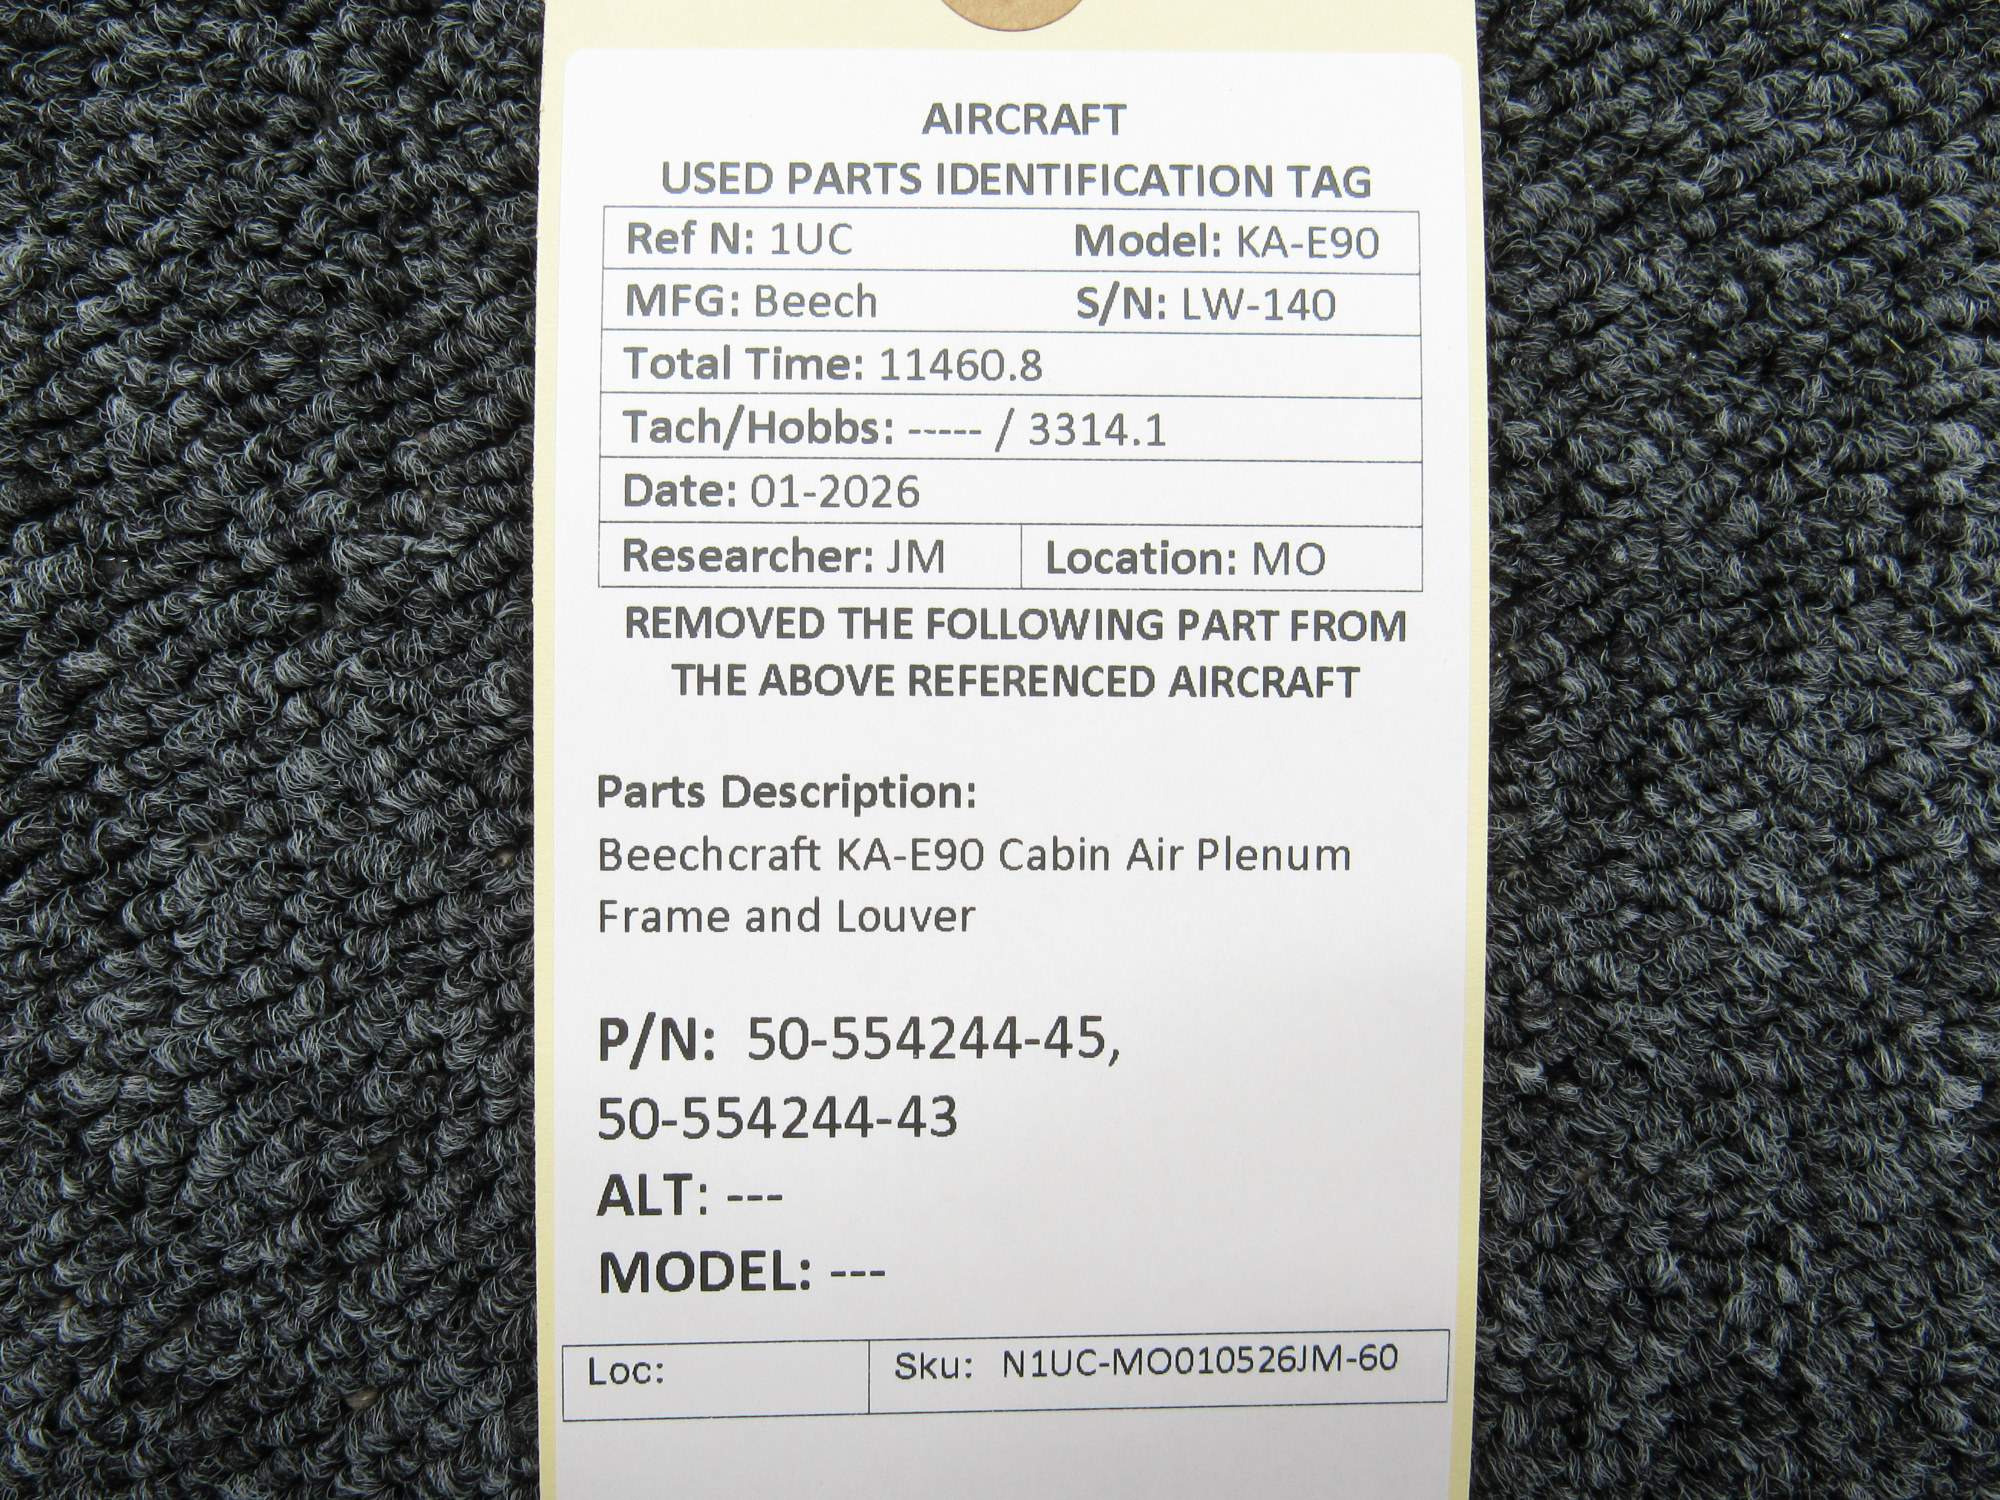 AIRCRAFT
USED PARTS IDENTIFICATION TAG
Ref N: 1UC Model: KA-E90
MFG: Beech S/N: LW-140
Total Time: 11460.8
Tach/Hobbs: ----- / 3314.1
Date: 01-2026
Researcher: JM Location: MO
REMOVED THE FOLLOWING PART FROM
THE ABOVE REFERENCED AIRCRAFT
Parts Description:
Beechcraft KA-E90 Cabin Air Plenum
Frame and Louver
P/N: 50-554244-45,
50-554244-43
ALT: ---
MODEL: ---
Loc: Sku: N1UC-MO010526JM-60